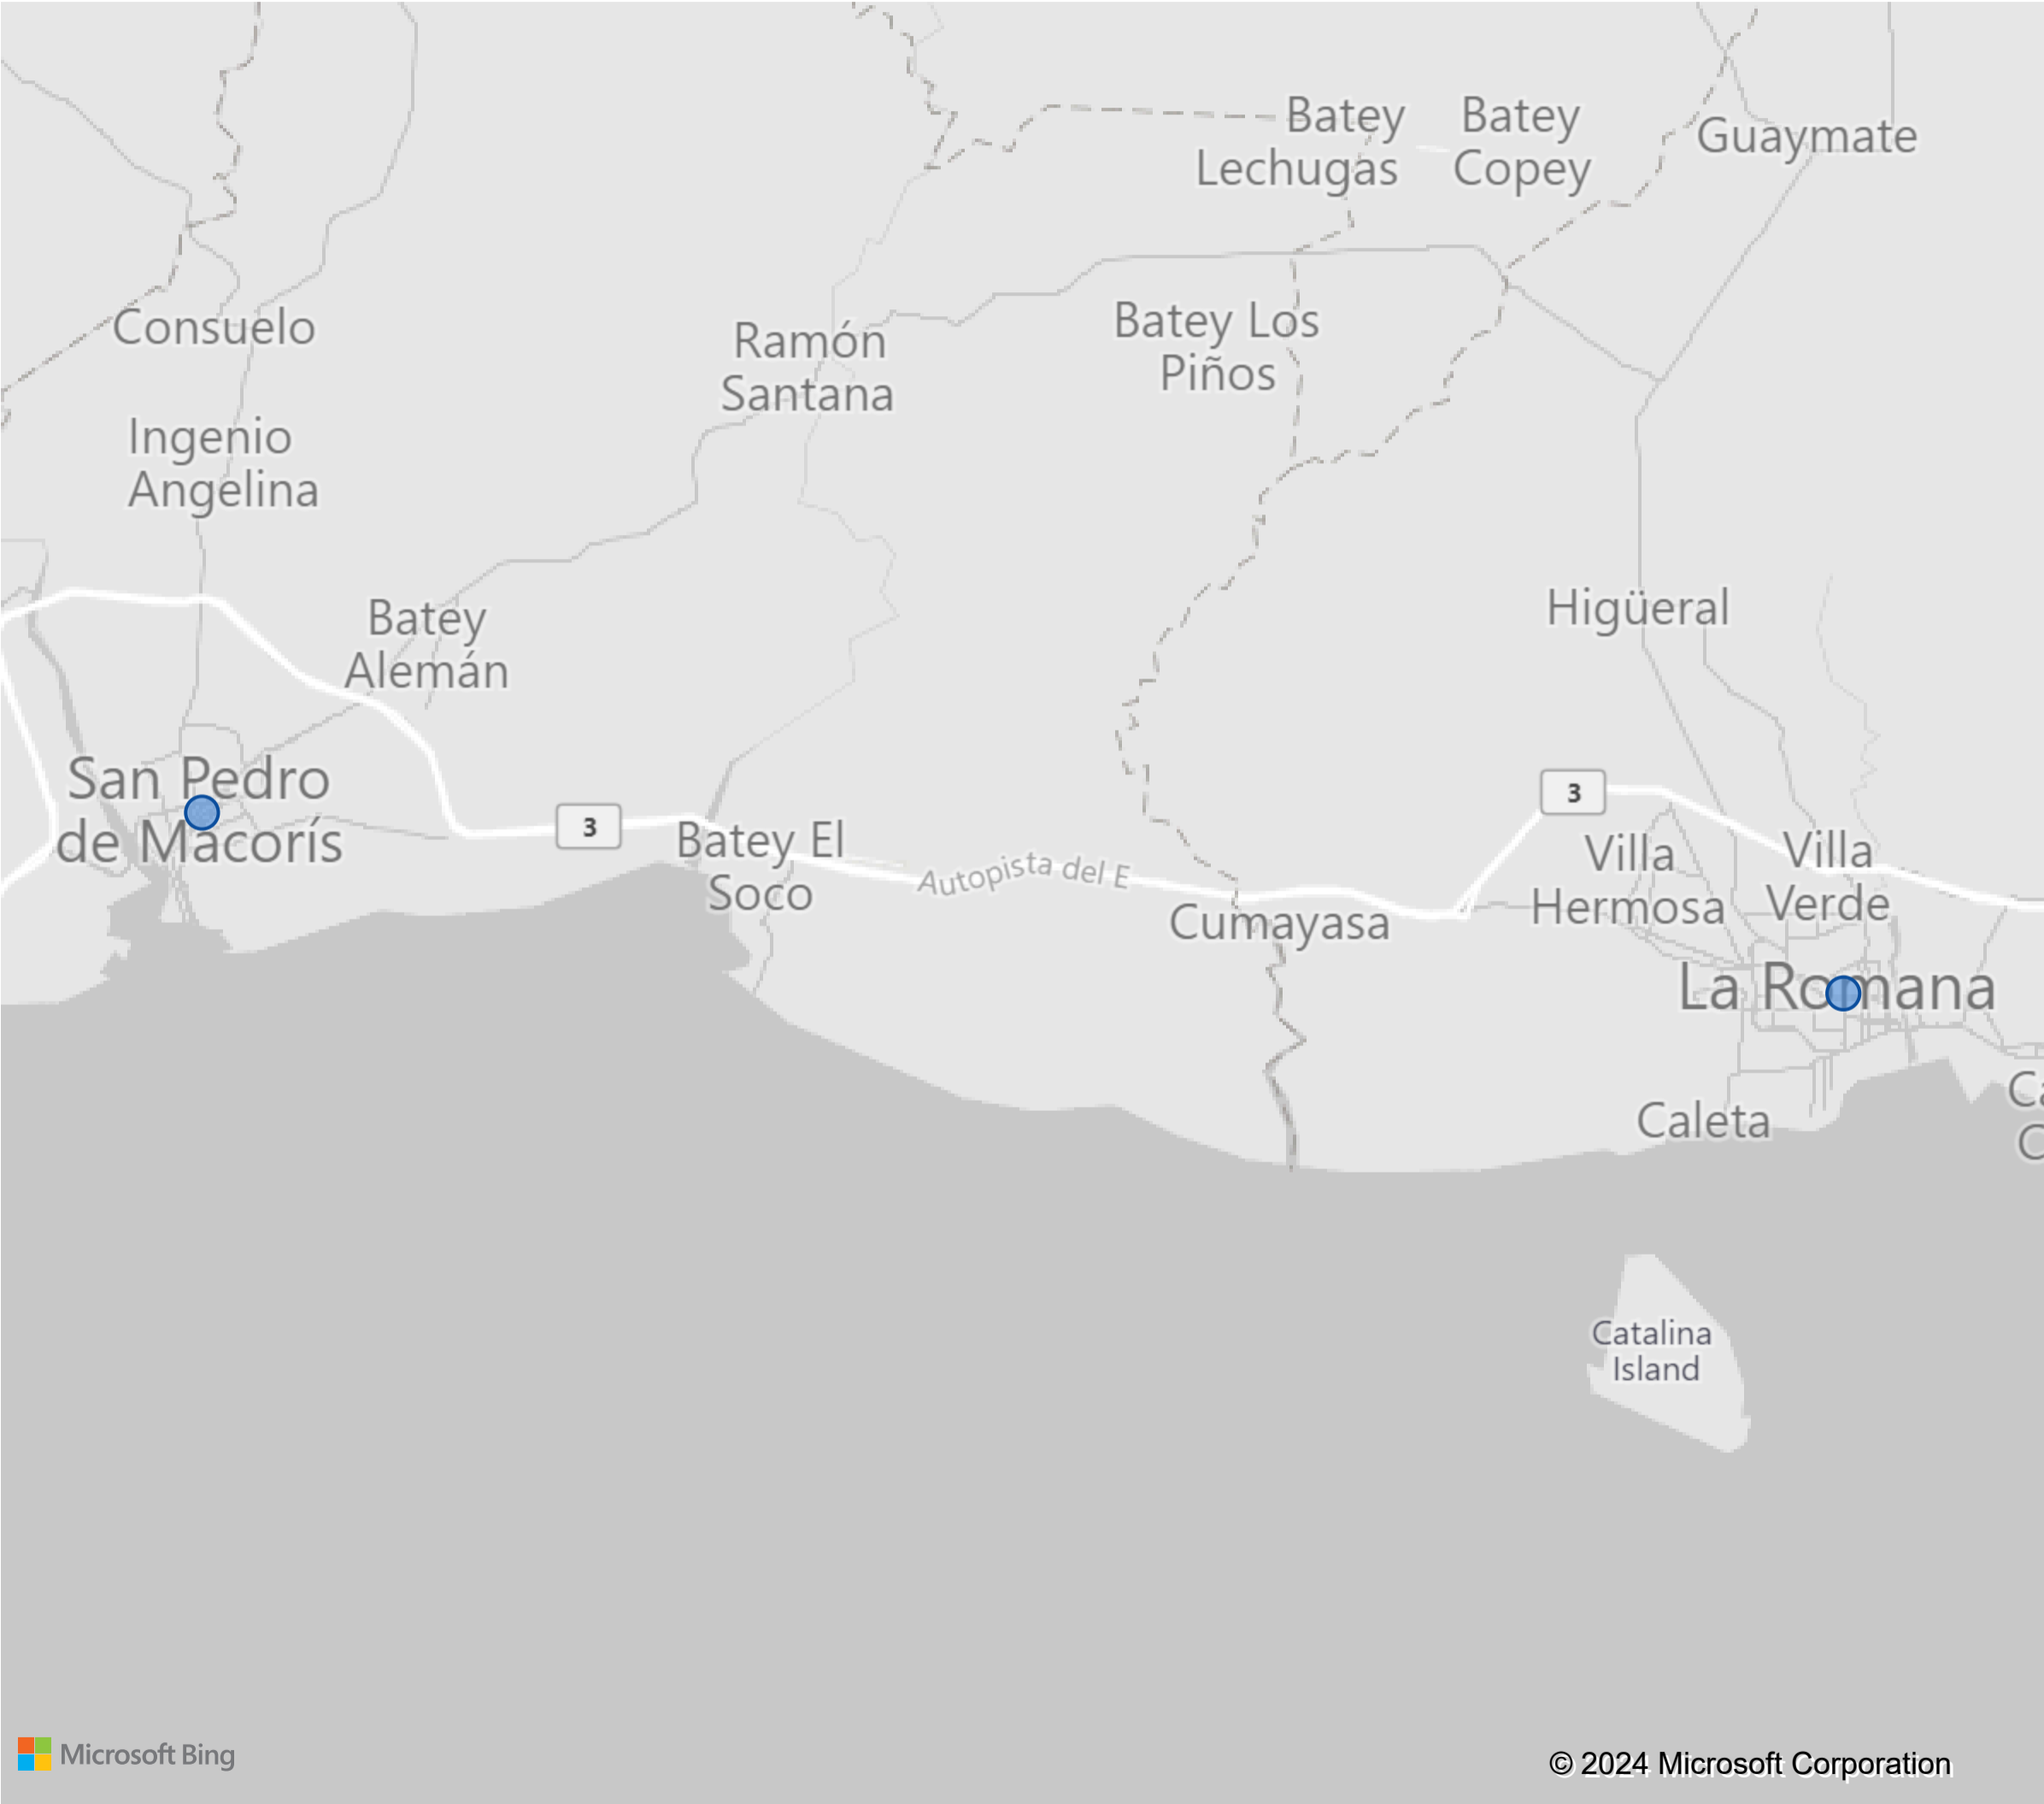 Batey
Lechugas
Batey
Copey
Guaymate
Consuelo
Ramón
Santana
Batey Los
Piños
Ingenio
Angelina
Batey
Alemán
Higüeral
San Pedro
de Macorís
3
3
Batey El
Soco
Autopista del E
Cumayasa
Villa
Hermosa
Villa
Verde
La Romana
Caleta
Ca
C
Catalina
Island
Microsoft Bing
© 2024 Microsoft Corporation